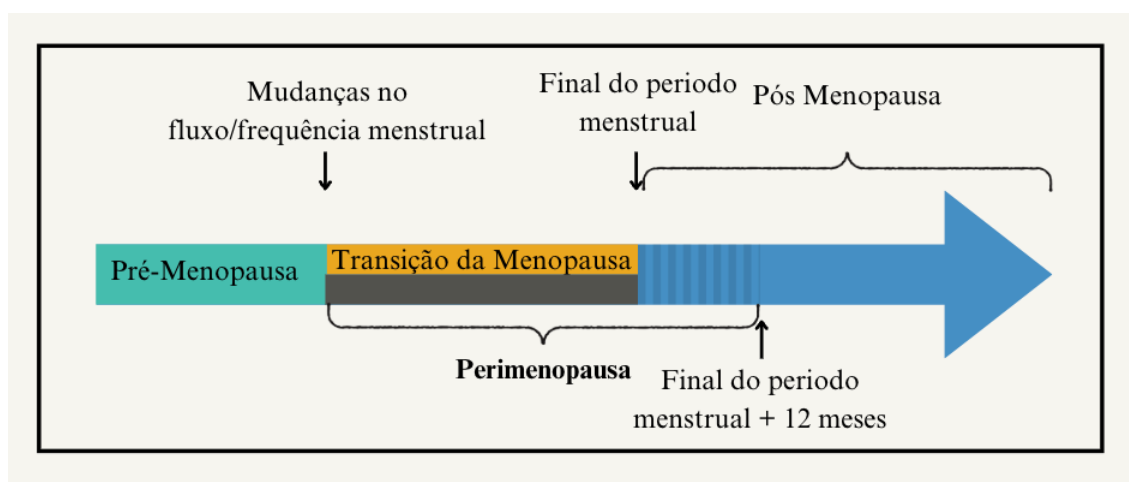 Mudanças no
fluxo/frequência menstrual
Final do periodo
menstrual
Pós Menopausa
Pré-Menopausa
Transição da Menopausa
Perimenopausa
Final do periodo
menstrual + 12 meses